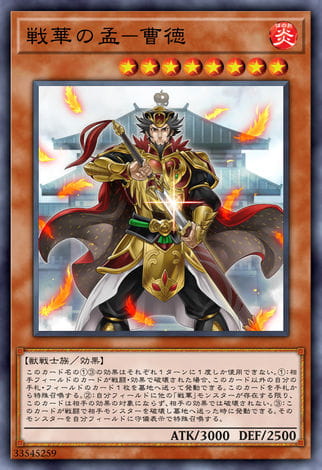 戦華の孟－曹徳
ほのお
炎
【獣戦士族／効果】
このカード名の①③の効果はそれぞれ１ターンに１度しか使用できない。①：相
手フィールドのカードが戦闘・効果で破壊された場合、このカード以外の自分の
手札・フィールドのカード１枚を墓地へ送って発動できる。このカードを手札か
ら特殊召喚する。②：自分フィールドに他の「戦華」モンスターが存在する限り、
このカードは効果の対象にならず、相手の効果では破壊されない。③：こ
のカードが戦闘で相手モンスターを破壊し墓地へ送った時に発動できる。そ
のモンスターを自分フィールドに守備表示で特殊召喚する。
ATK/3000 DEF/2500
33545259